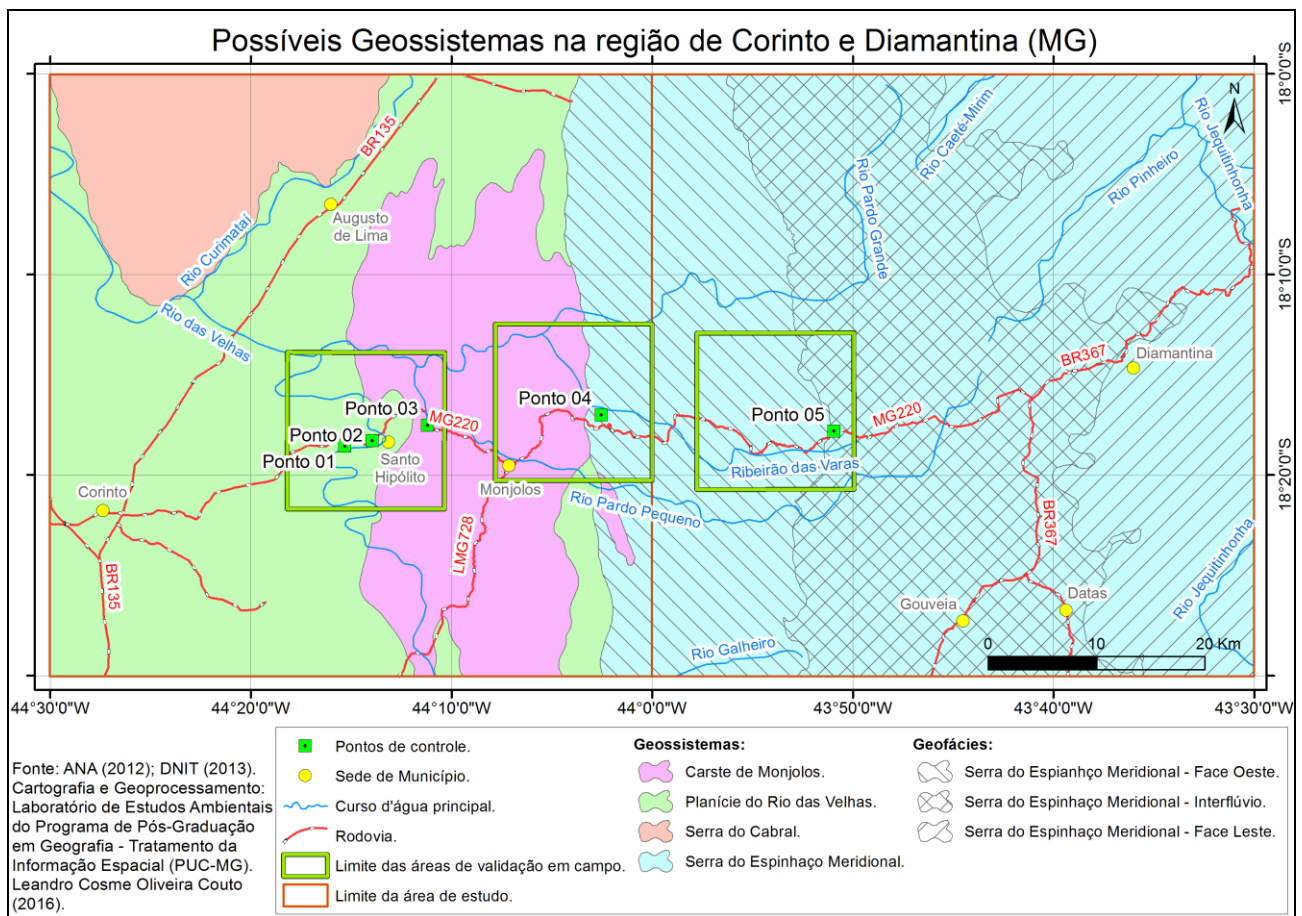 Possíveis Geossistemas na região de Corinto e Diamantina (MG)
18°0'0"S
18°10'0"S
18°20'0"S
N
BR135
Augusto
de Lima
Rio Curimataí
Rio das Velhas
Rio Pardo Grande
Rio Caeté-Mirim
Rio Pinheiro
Rio Jequitinhonha
BR367
Diamantina
Ponto 04
Ponto 03
MG220
Ponto 05
MG220
Ponto 02
Ponto 01
Santo
Hipólito
Ribeirão das Varas
Monjolos
Corinto
Rio Pardo Pequeno
LMG728
BR135
BR367
Rio Jequitinhonha
Gouveia
Datas
Rio Galheiro
0 10 20 Km
44°30'0"W 44°20'0"W 44°10'0"W 44°0'0"W 43°50'0"W 43°40'0"W 43°30'0"W
Fonte: ANA (2012); DNIT (2013).
Cartografia e Geoprocessamento:
Laboratório de Estudos Ambientais
do Programa de Pós-Graduação
em Geografia - Tratamento da
Informação Espacial (PUC-MG).
Leandro Cosme Oliveira Couto
(2016).
Pontos de controle.
Sede de Município.
Curso d'água principal.
Rodovia.
Limite das áreas de validação em campo.
Limite da área de estudo.
Geossistemas:
Carste de Monjolos.
Planície do Rio das Velhas.
Serra do Cabral.
Serra do Espinhaço Meridional.
Geofácies:
Serra do Espianhço Meridional - Face Oeste.
Serra do Espinhaço Meridional - Interflúvio.
Serra do Espinhaço Meridional - Face Leste.